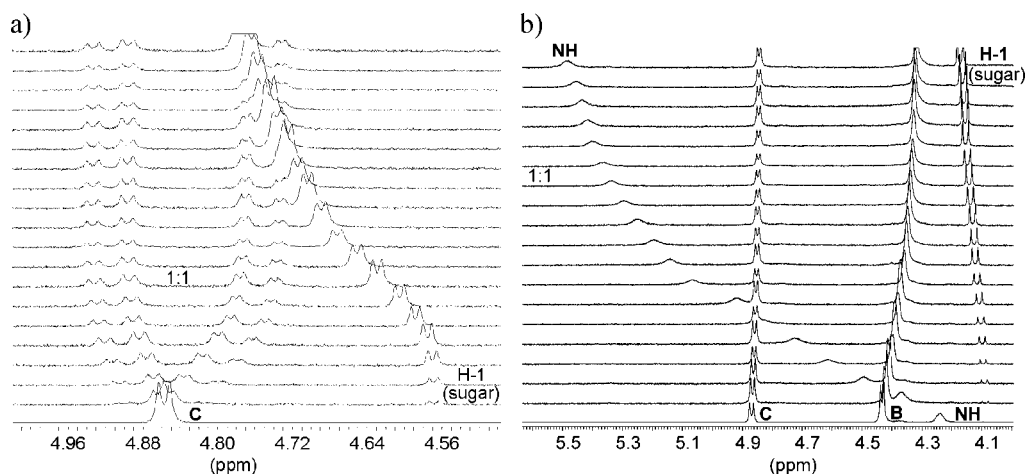 a)
b)
NH
H-1
(sugar)
1:1
1:1
H-1
(sugar)
C
C
B
NH
4.96 4.88 4.80 4.72 4.64 4.56
5.5 5.3 5.1 4.9 4.7 4.5 4.3 4.1
(ppm)
(ppm)